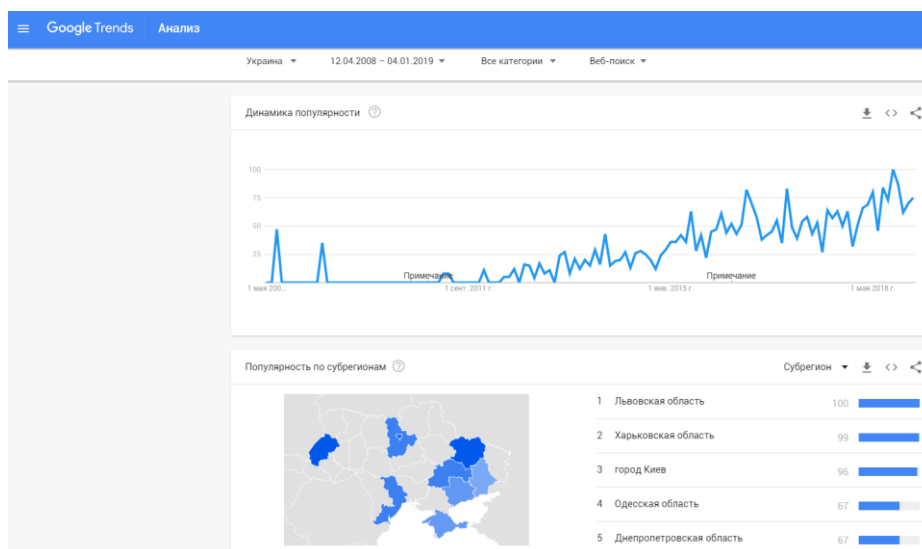 Google Trends Анализ
Украина 12.04.2008 – 04.01.2019 Все категории Веб-поиск
Динамика популярности
100
75
50
25
Примечание Примечание
1 мая 200... 1 сент. 2011 г. 1 янв. 2015 г. 1 мая 2018 г.
Популярность по субрегионам Субрегион
1 Львовская область 100
2 Харьковская область 99
3 город Киев 96
4 Одесская область 67
5 Днепропетровская область 67